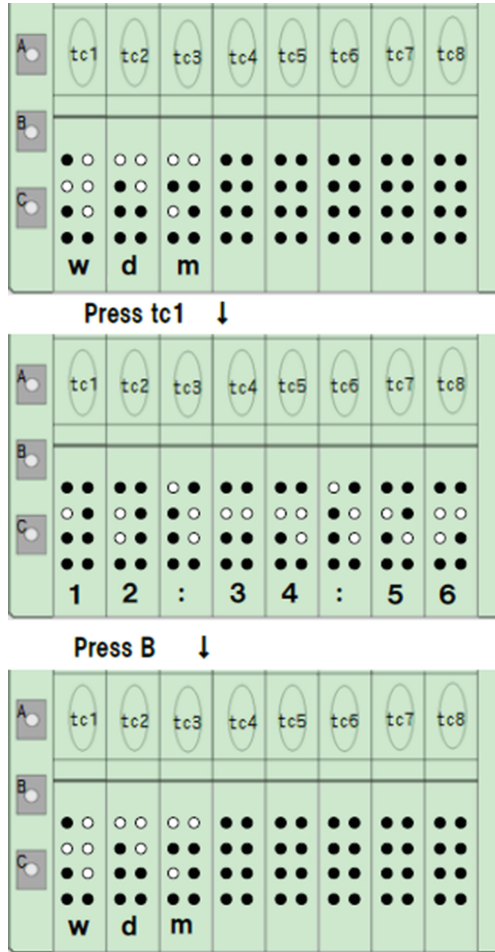 A tc1 tc2 tc3 tc4 tc5 tc6 tc7 tc8
B
C
w d m
Press tc1 ↓
A tc1 tc2 tc3 tc4 tc5 tc6 tc7 tc8
B
C
1 2 : 3 4 : 5 6
Press B ↓
A tc1 tc2 tc3 tc4 tc5 tc6 tc7 tc8
B
C
w d m